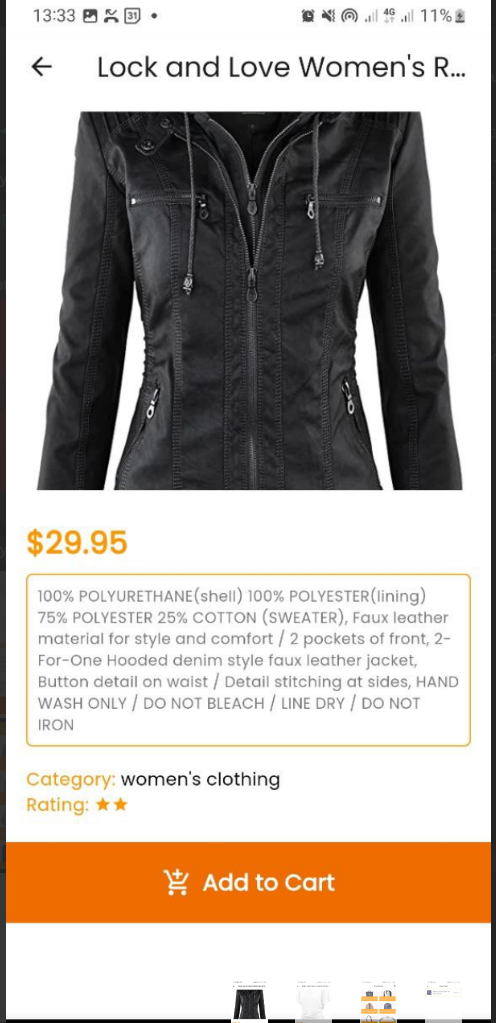 13:33 31 4G 11%
Lock and Love Women's R...
$29.95
100% POLYURETHANE(shell) 100% POLYESTER(lining)
75% POLYESTER 25% COTTON (SWEATER), Faux leather
material for style and comfort / 2 pockets of front, 2-
For-One Hooded denim style faux leather jacket,
Button detail on waist / Detail stitching at sides, HAND
WASH ONLY / DO NOT BLEACH / LINE DRY / DO NOT
IRON
Category: women's clothing
Rating:
Add to Cart